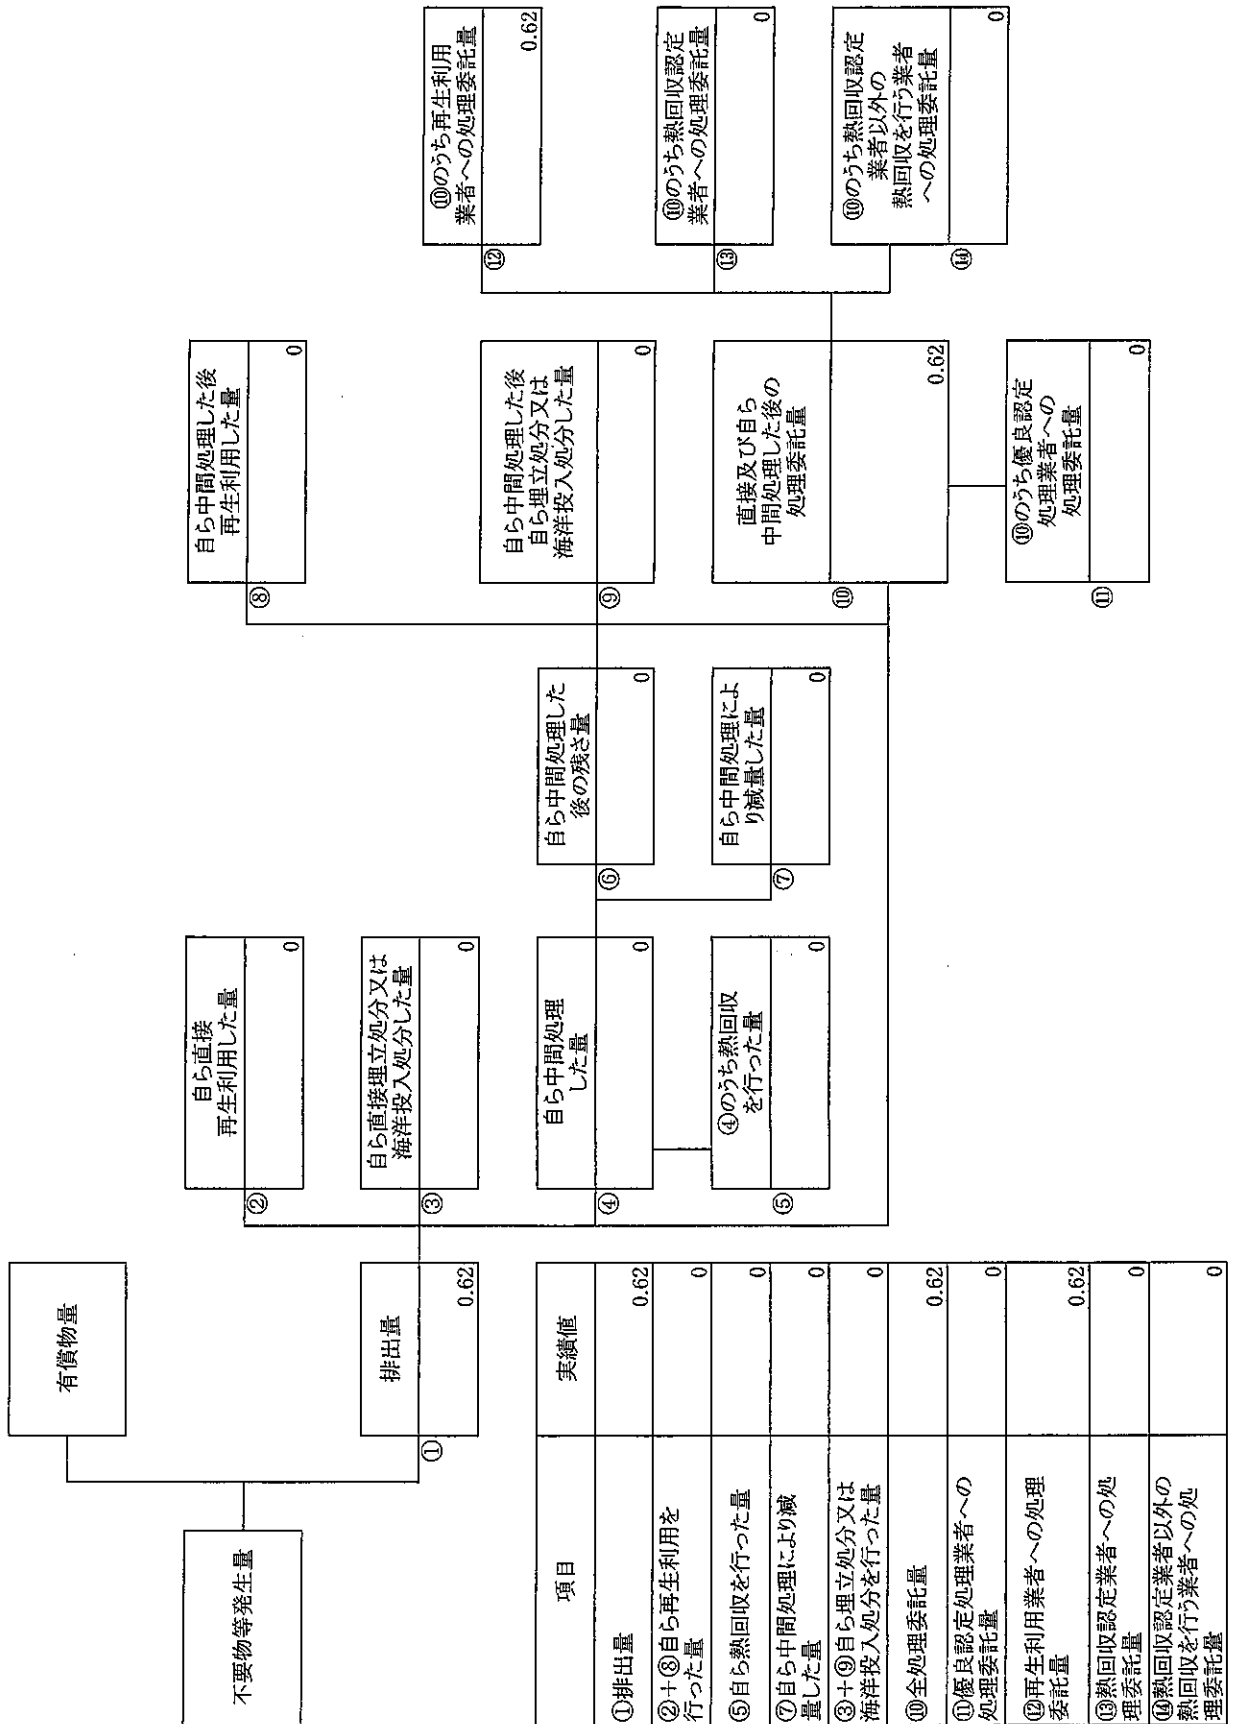 不要物等発生量
有償物量
排出量
①
0.62
自ら直接
再生利用した量
②
0
自ら直接埋立処分又は
海洋投入処分した量
③
0
自ら中間処理
した量
④
0
④のうち熱回収
を行った量
⑤
0
自ら中間処理した
後の残さ量
⑥
0
自ら中間処理によ
り減量した量
⑦
0
自ら中間処理した後
再生利用した量
⑧
0
自ら中間処理した後
自ら埋立処分又は
海洋投入処分した量
⑨
0
直接及び自ら
中間処理した後の
処理委託量
⑩
0.62
⑩のうち優良認定
処理業者への
処理委託量
⑪
0
⑩のうち再生利用
業者への処理委託量
⑫
0.62
⑩のうち熱回収認定
業者への処理委託量
⑬
0
⑩のうち熱回収認定
業者以外の
熱回収を行う業者
への処理委託量
⑭
0
項目 実績値
①排出量 0.62
②+⑧自ら再生利用を
行った量 0
⑤自ら熱回収を行った量 0
⑦自ら中間処理により減
量した量 0
③+⑨自ら埋立処分又は
海洋投入処分を行った量 0
⑩全処理委託量 0.62
⑪優良認定処理業者への
処理委託量 0
⑫再生利用業者への処理
委託量 0.62
⑬熱回収認定業者への処
理委託量 0
⑭熱回収認定業者以外の
熱回収を行う業者への処
理委託量 0